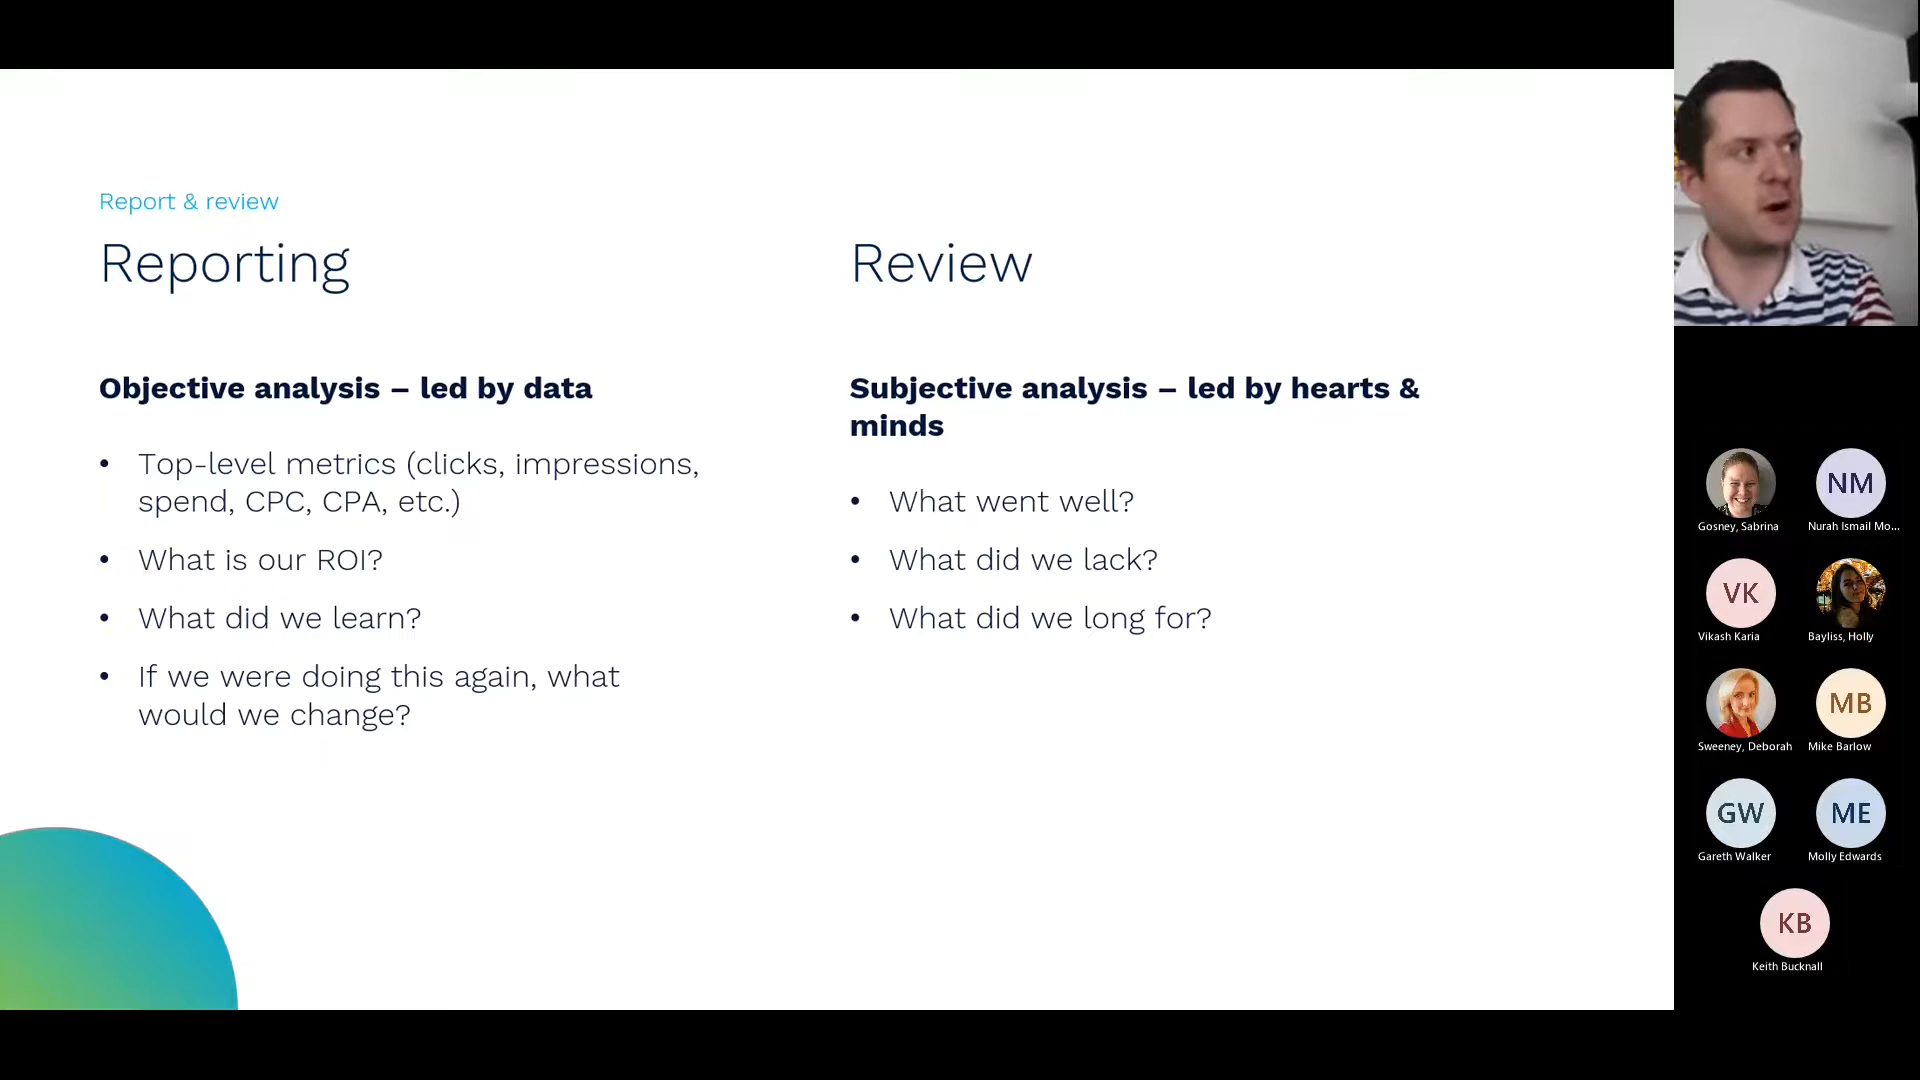 Report & review
Reporting
Objective analysis – led by data
• Top-level metrics (clicks, impressions,
spend, CPC, CPA, etc.)
• What is our ROI?
• What did we learn?
• If we were doing this again, what
would we change?
Review
Subjective analysis – led by hearts &
minds
• What went well?
• What did we lack?
• What did we long for?
Gosney, Sabrina
NM
Nurah Ismail Mo...
VK
Vikash Karia
Bayliss, Holly
Sweeney, Deborah
MB
Mike Barlow
GW
Gareth Walker
ME
Molly Edwards
KB
Keith Bucknall